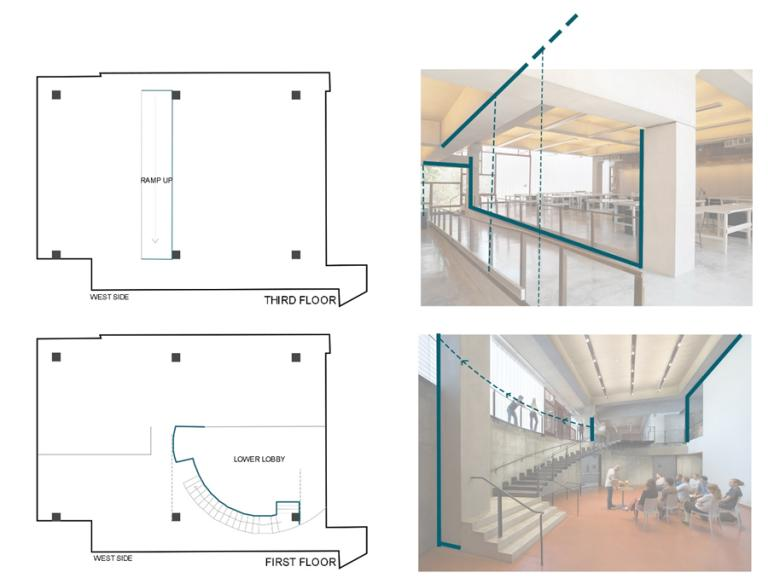 RAMP UP
WEST SIDE
THIRD FLOOR
LOWER LOBBY
WEST SIDE
FIRST FLOOR